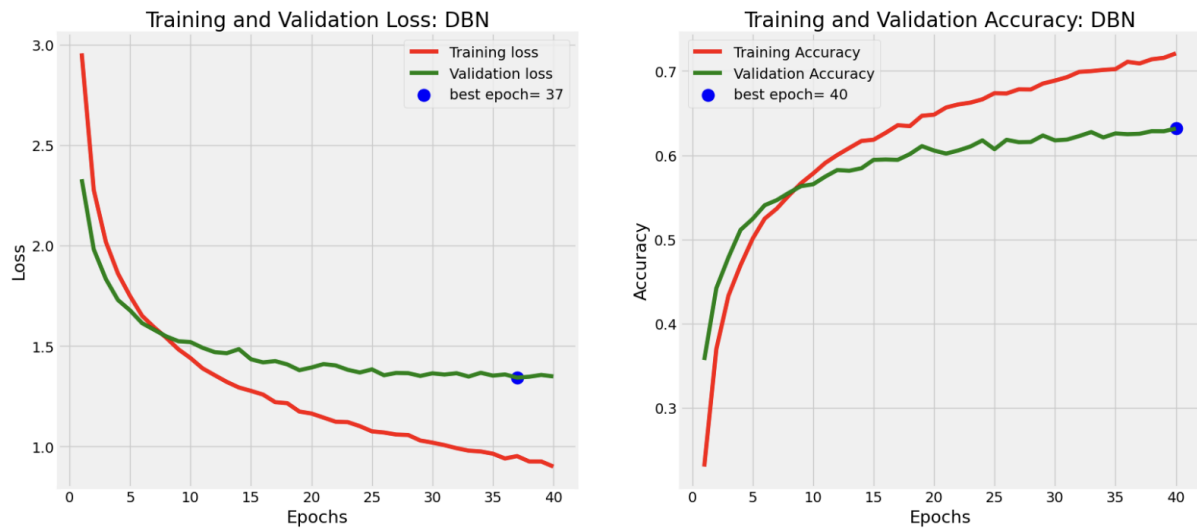 Training and Validation Loss: DBN
3.0
2.5
2.0
1.5
1.0
Loss
Training loss
Validation loss
best epoch= 37
0 5 10 15 20 25 30 35 40
Epochs
Training and Validation Accuracy: DBN
0.7
0.6
0.5
0.4
0.3
Accuracy
Training Accuracy
Validation Accuracy
best epoch= 40
0 5 10 15 20 25 30 35 40
Epochs